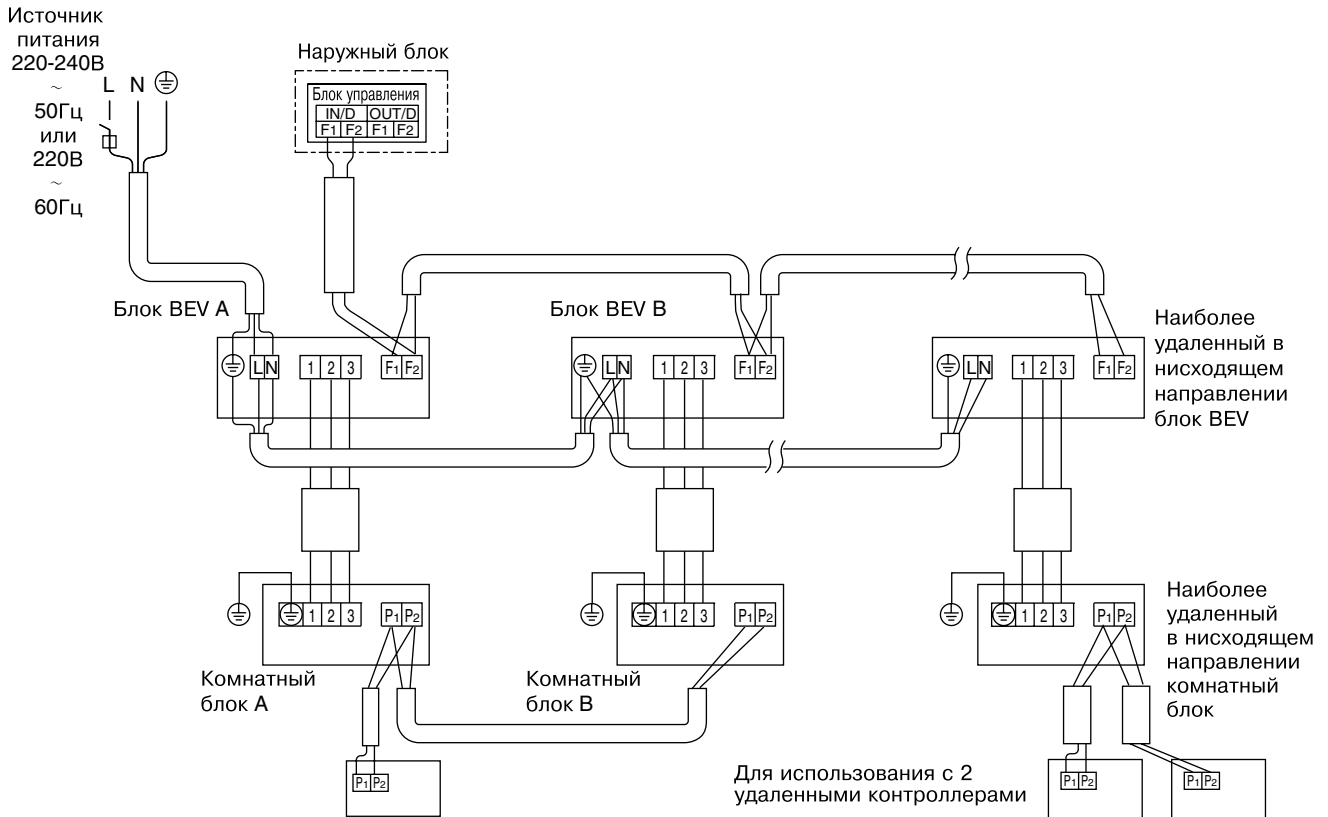 Источник
питания
220-240В
~
50Гц
или
220В
~
60Гц
L N
Наружный блок
Блок управления
IN/D OUT/D
F1 F2 F1 F2
Блок BEV A
Блок BEV B
L N 1 2 3 F1 F2
L N 1 2 3 F1 F2
L N 1 2 3 F1 F2
Наиболее
удаленный в
нисходящем
направлении
блок BEV
1 2 3 P1 P2
1 2 3 P1 P2
1 2 3 P1 P2
Наиболее
удаленный
в нисходящем
направлении
комнатный
блок
Комнатный
блок A
Комнатный
блок B
P1 P2
Для использования с 2
удаленными контроллерами
P1 P2
P1 P2